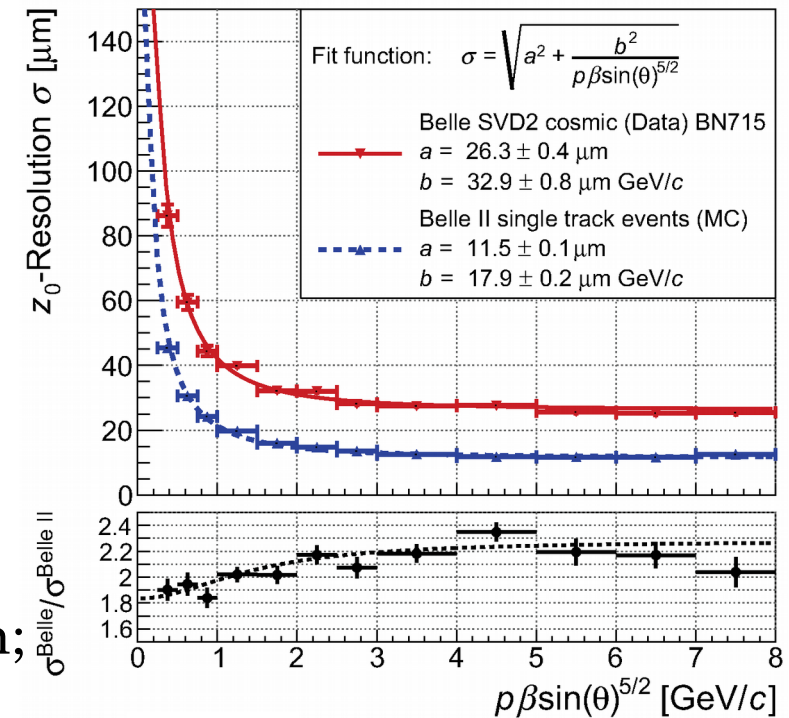 Fit function: σ = √(a² + b² / pβsin(θ)^5/2)
Belle SVD2 cosmic (Data) BN715
a = 26.3 ± 0.4 μm
b = 32.9 ± 0.8 μm GeV/c
Belle II single track events (MC)
a = 11.5 ± 0.1 μm
b = 17.9 ± 0.2 μm GeV/c
z₀-Resolution σ [μm]
140
120
100
80
60
40
20
0
n;
σ^Belle/σ^Belle II
2.4
2.2
2
1.8
1.6
0 1 2 3 4 5 6 7 8
pβsin(θ)^5/2 [GeV/c]